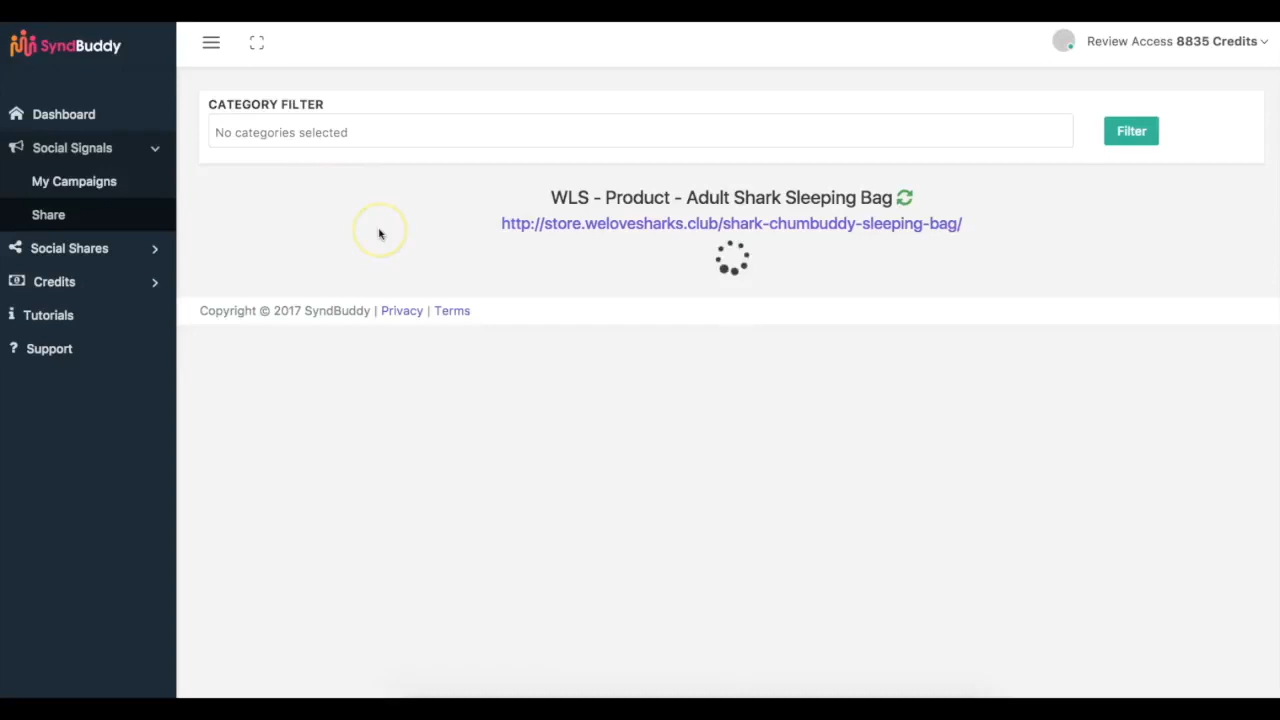 SyndBuddy
Review Access 8835 Credits
Dashboard
Social Signals
My Campaigns
Share
Social Shares
Credits
Tutorials
Support
CATEGORY FILTER
No categories selected
Filter
WLS - Product - Adult Shark Sleeping Bag
http://store.welovesharks.club/shark-chumbuddy-sleeping-bag/
Copyright © 2017 SyndBuddy | Privacy | Terms